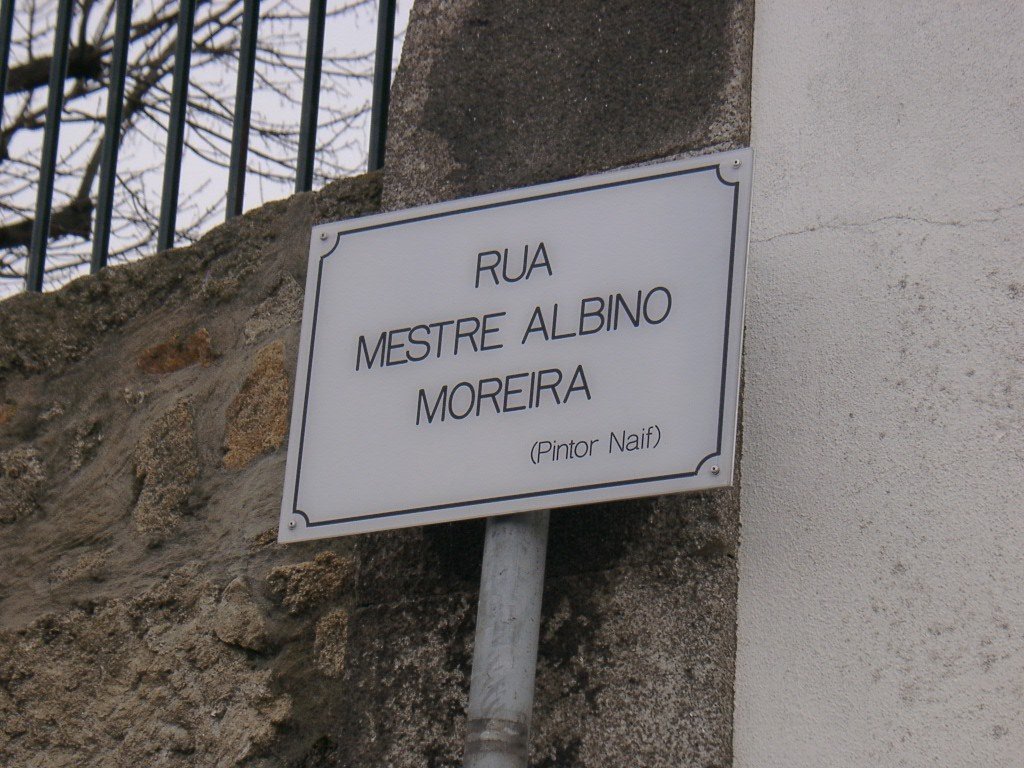 RUA
MESTRE ALBINO
MOREIRA
(Pintor Naif)